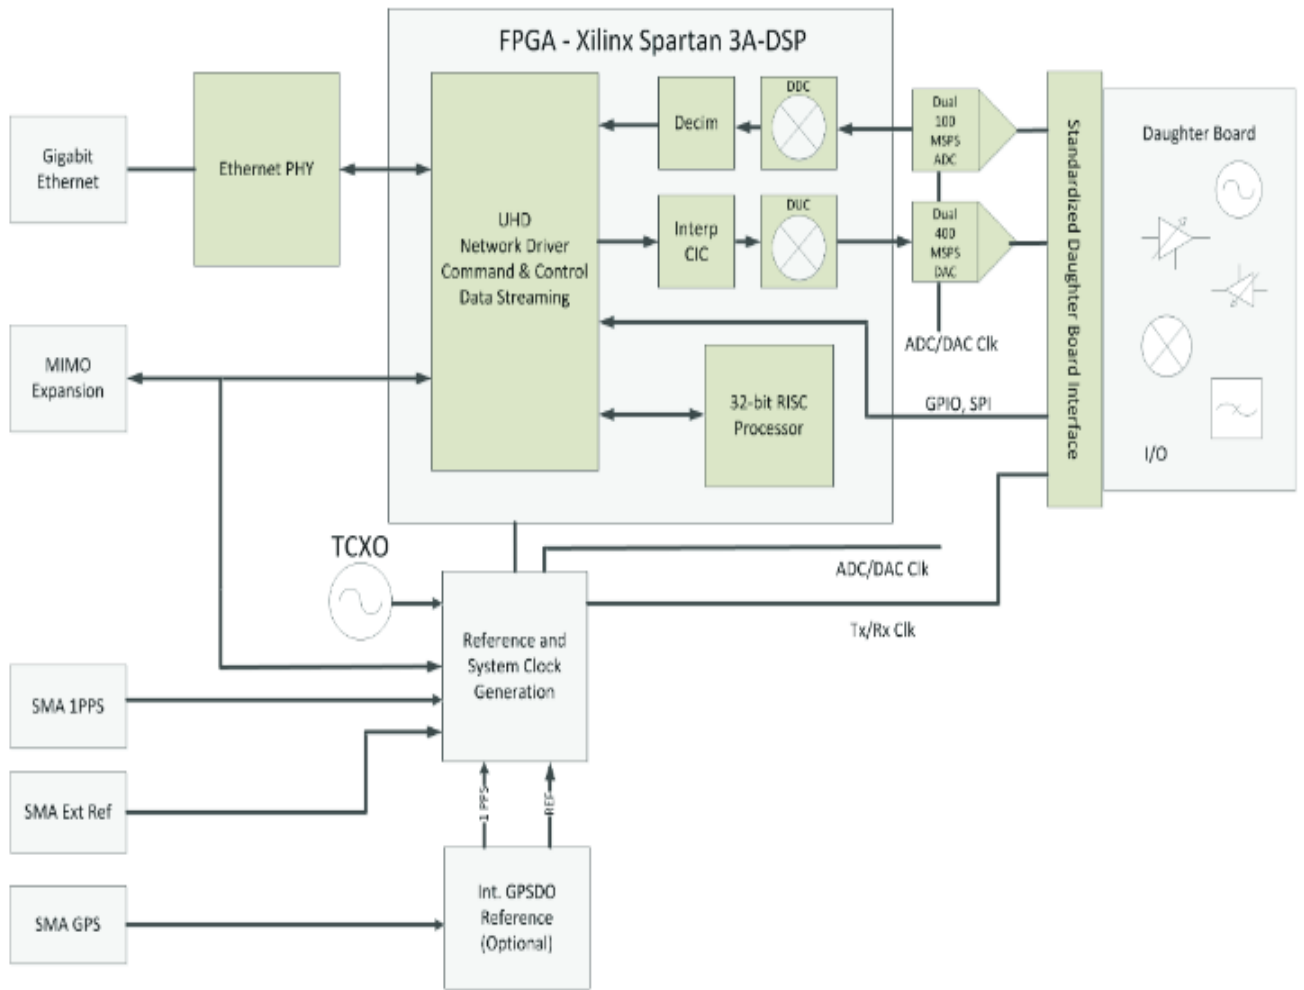 FPGA - Xilinx Spartan 3A-DSP
Gigabit
Ethernet
Ethernet PHY
UHD
Network Driver
Command & Control
Data Streaming
Decim
DDC
Dual
100
MSPS
ADC
Interp
CIC
DUC
Dual
400
MSPS
DAC
ADC/DAC Clk
Standardized Daughter Board Interface
Daughter Board
I/O
MIMO
Expansion
32-bit RISC
Processor
GPIO, SPI
TCXO
ADC/DAC Clk
Tx/Rx Clk
Reference and
System Clock
Generation
SMA 1PPS
SMA Ext Ref
1 PPS
REF
Int. GPSDO
Reference
(Optional)
SMA GPS